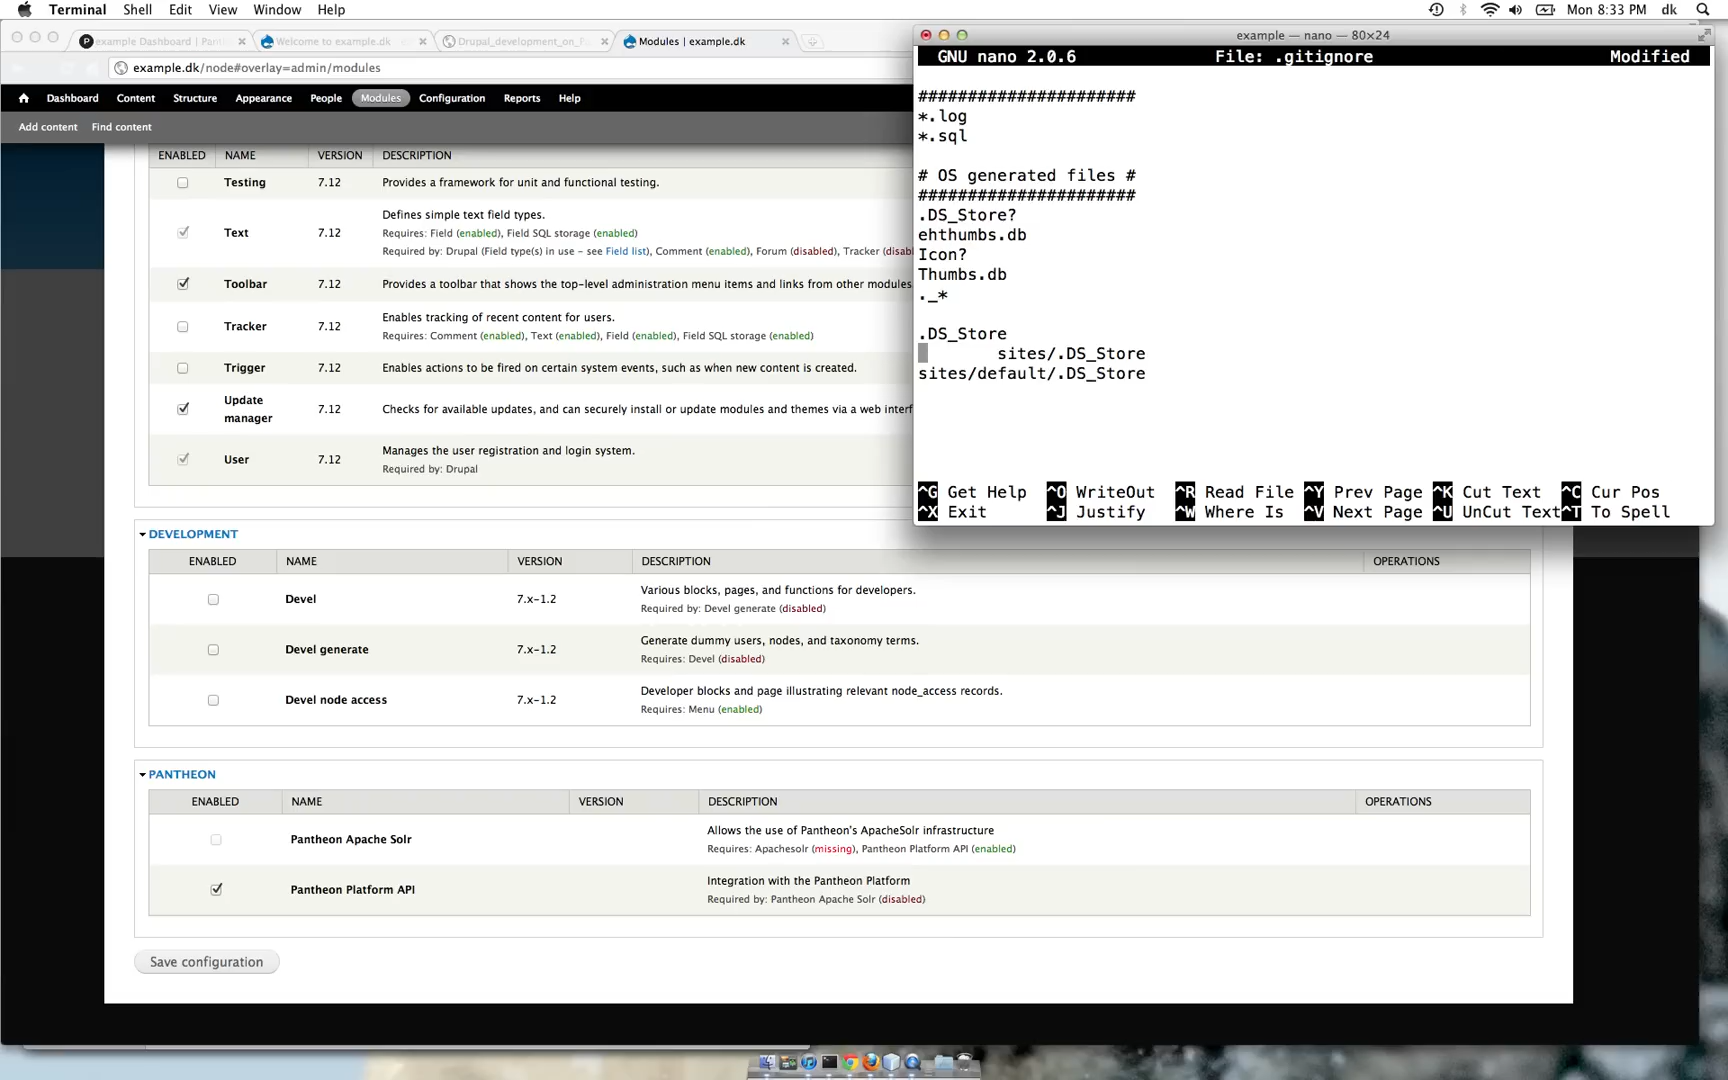 Terminal Shell Edit View Window Help
Mon 8:33 PM dk
example Dashboard | Pant
Welcome to example.dk
Drupal_development_on_
Modules | example.dk
example.dk/node#overlay=admin/modules
Dashboard Content Structure Appearance People Modules Configuration Reports Help
Add content Find content
ENABLED NAME VERSION DESCRIPTION
Testing 7.12 Provides a framework for unit and functional testing.
Defines simple text field types.
Text 7.12 Requires: Field (enabled), Field SQL storage (enabled)
Required by: Drupal (Field type(s) in use - see Field list), Comment (enabled), Forum (disabled), Tracker (disab
Toolbar 7.12 Provides a toolbar that shows the top-level administration menu items and links from other modules
Enables tracking of recent content for users.
Tracker 7.12
Requires: Comment (enabled), Text (enabled), Field (enabled), Field SQL storage (enabled)
Trigger 7.12 Enables actions to be fired on certain system events, such as when new content is created.
Update
manager 7.12 Checks for available updates, and can securely install or update modules and themes via a web interf
User 7.12 Manages the user registration and login system.
Required by: Drupal
DEVELOPMENT
ENABLED NAME VERSION DESCRIPTION OPERATIONS
Devel 7.x-1.2 Various blocks, pages, and functions for developers.
Required by: Devel generate (disabled)
Devel generate 7.x-1.2 Generate dummy users, nodes, and taxonomy terms.
Requires: Devel (disabled)
Devel node access 7.x-1.2 Developer blocks and page illustrating relevant node_access records.
Requires: Menu (enabled)
PANTHEON
ENABLED NAME VERSION DESCRIPTION OPERATIONS
Pantheon Apache Solr Allows the use of Pantheon's ApacheSolr infrastructure
Requires: Apachesolr (missing), Pantheon Platform API (enabled)
Pantheon Platform API Integration with the Pantheon Platform
Required by: Pantheon Apache Solr (disabled)
Save configuration
example — nano — 80×24
GNU nano 2.0.6 File: .gitignore Modified
######################
*.log
*.sql
# OS generated files #
######################
.DS_Store?
ehthumbs.db
Icon?
Thumbs.db
._*
.DS_Store
sites/.DS_Store
sites/default/.DS_Store
^G Get Help ^O WriteOut ^R Read File ^Y Prev Page ^K Cut Text ^C Cur Pos
^X Exit ^J Justify ^W Where Is ^V Next Page ^U UnCut Text ^T To Spell